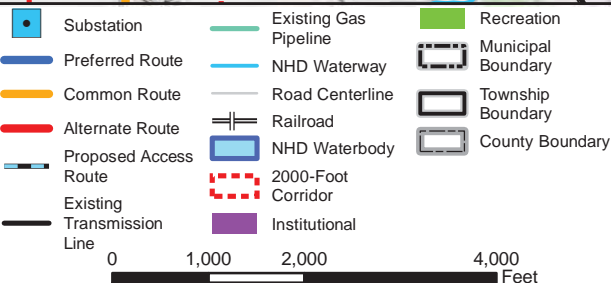 Substation
Preferred Route
Common Route
Alternate Route
Proposed Access
Route
Existing
Transmission
Line
Existing Gas
Pipeline
NHD Waterway
Road Centerline
Railroad
NHD Waterbody
2000-Foot
Corridor
Institutional
Recreation
Municipal
Boundary
Township
Boundary
County Boundary
0 1,000 2,000 4,000
Feet